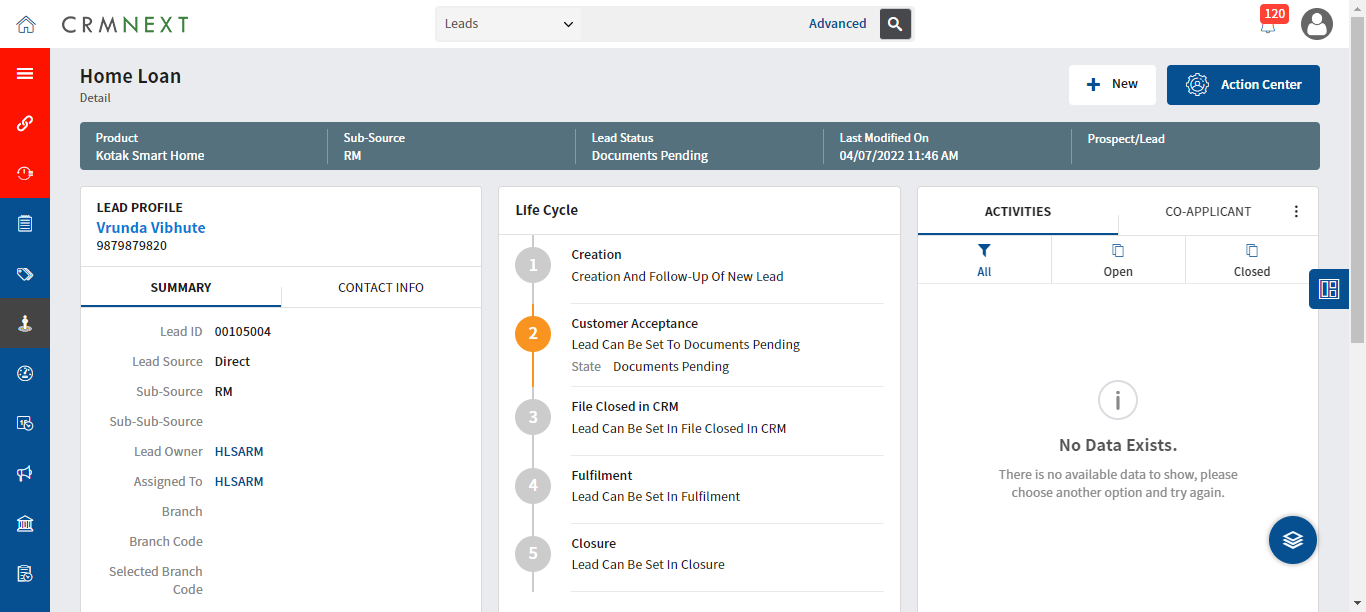 CRMNEXT
Leads
Advanced
120
Home Loan
Detail
New
Action Center
Product
Kotak Smart Home
Sub-Source
RM
Lead Status
Documents Pending
Last Modified On
04/07/2022 11:46 AM
Prospect/Lead
LEAD PROFILE
Vrunda Vibhute
9879879820
SUMMARY
CONTACT INFO
Lead ID 00105004
Lead Source Direct
Sub-Source RM
Sub-Sub-Source
Lead Owner HLSARM
Assigned To HLSARM
Branch
Branch Code
Selected Branch
Code
Life Cycle
1
Creation
Creation And Follow-Up Of New Lead
2
Customer Acceptance
Lead Can Be Set To Documents Pending
State Documents Pending
3
File Closed in CRM
Lead Can Be Set In File Closed In CRM
4
Fulfilment
Lead Can Be Set In Fulfilment
5
Closure
Lead Can Be Set In Closure
ACTIVITIES
CO-APPLICANT
All
Open
Closed
No Data Exists.
There is no available data to show, please
choose another option and try again.